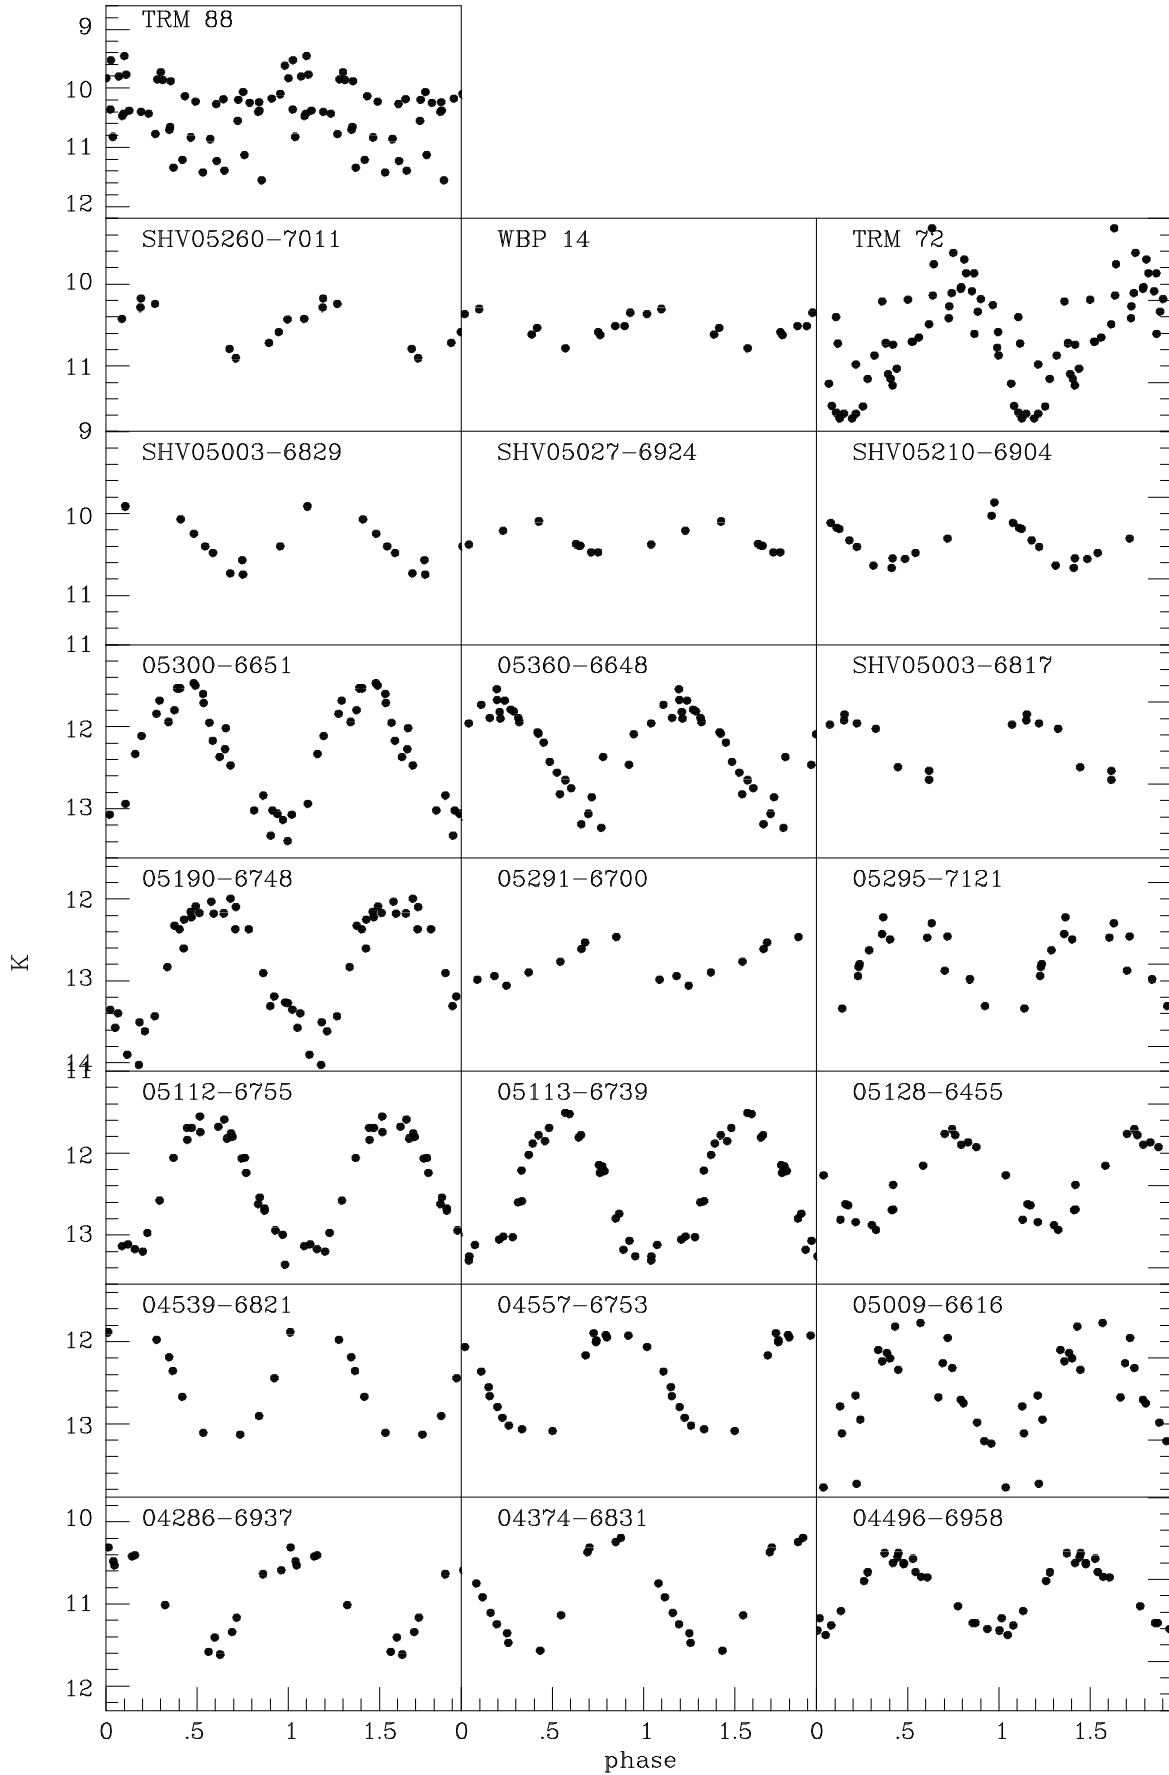 TRM 88
9
10
11
12
SHV05260-7011 WBP 14 TRM 72
10
11
9
SHV05003-6829 SHV05027-6924 SHV05210-6904
10
11
11
05300-6651 05360-6648 SHV05003-6817
12
13
05190-6748 05291-6700 05295-7121
12
K
13
14
11
05112-6755 05113-6739 05128-6455
12
13
04539-6821 04557-6753 05009-6616
12
13
04286-6937 04374-6831 04496-6958
10
11
12
0 .5 1 1.5 0 .5 1 1.5 0 .5 1 1.5
phase